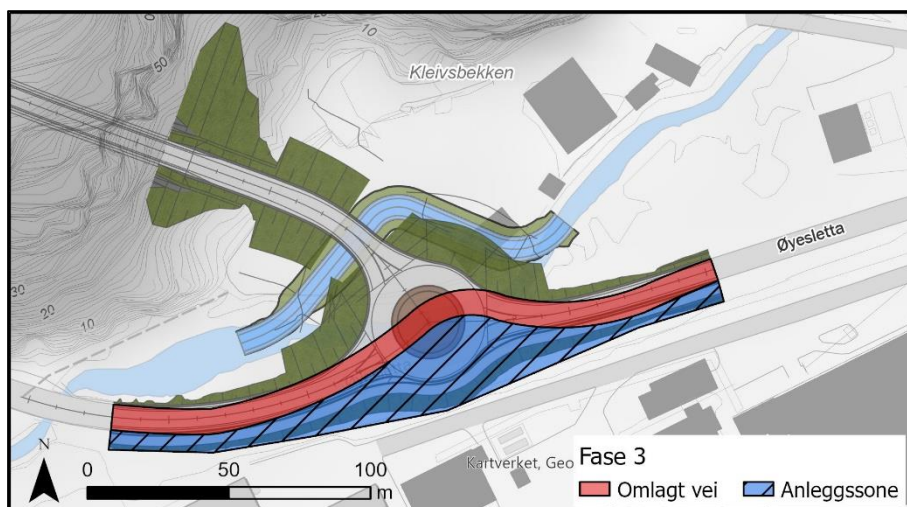 10
50
Kleivsbekken
Øyesletta
30
20
10
N
0 50 100
m
Kartverket, Geo
Fase 3
Omlagt vei
Anleggssone